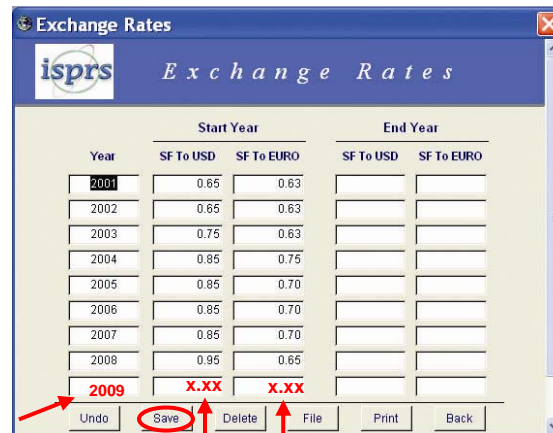 Exchange Rates
isprs Exchange Rates
Start Year End Year
Year SF To USD SF To EURO SF To USD SF To EURO
2001 0.65 0.63
2002 0.65 0.63
2003 0.75 0.63
2004 0.85 0.75
2005 0.85 0.70
2006 0.85 0.70
2007 0.85 0.70
2008 0.95 0.65
2009 x.xx x.xx
Undo Save Delete File Print Back